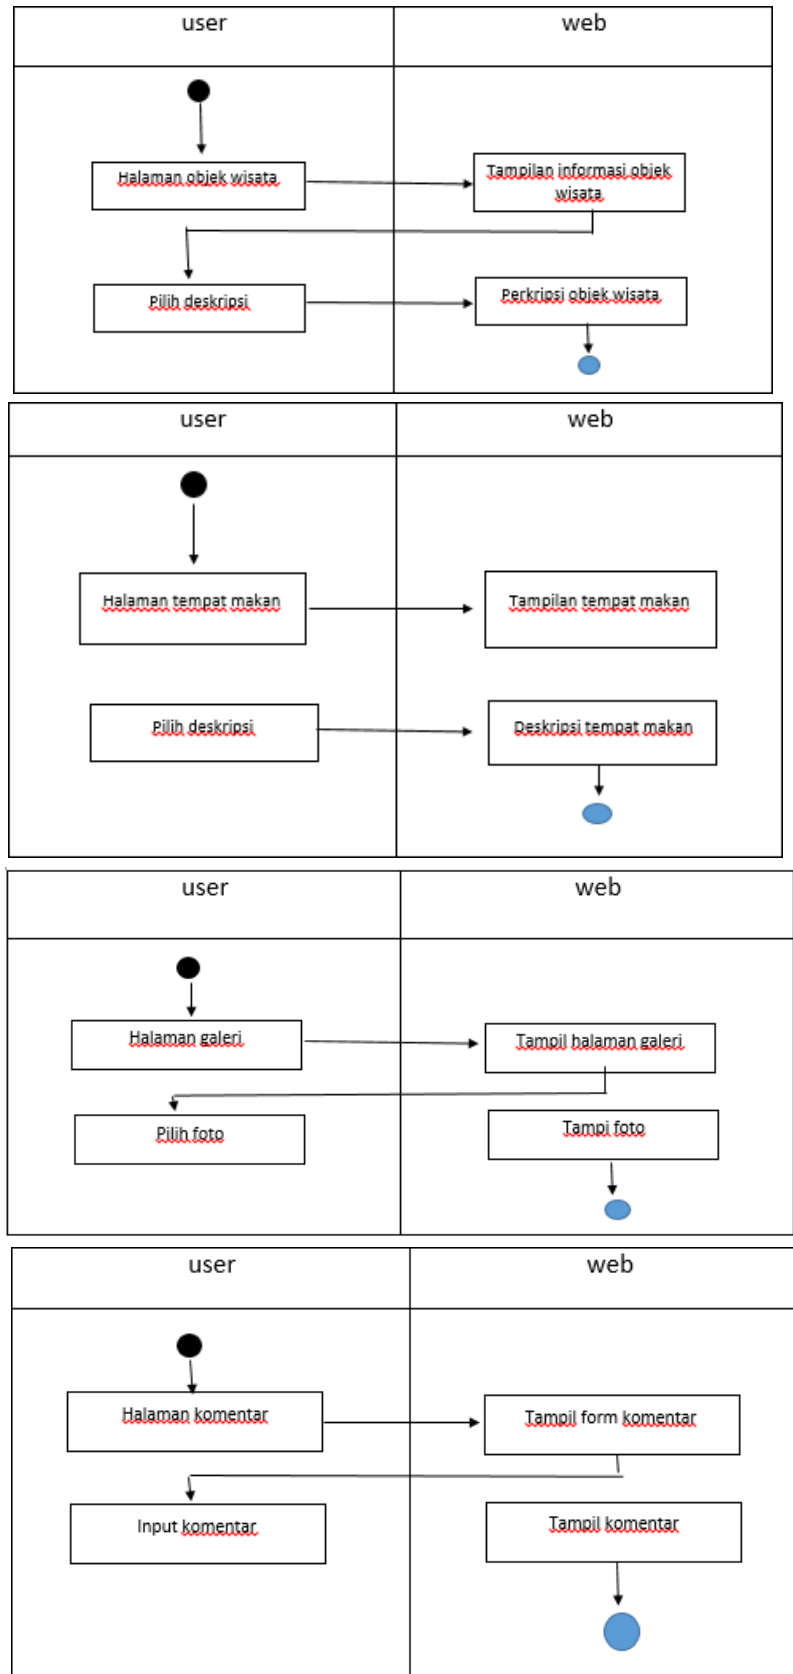 user
web
Halaman objek wisata
Tampilan informasi objek
wisata
Pilih deskripsi
Perkripsi objek wisata
user
web
Halaman tempat makan
Tampilan tempat makan
Pilih deskripsi
Deskripsi tempat makan
user
web
Halaman galeri
Tampil halaman galeri
Pilih foto
Tampi foto
user
web
Halaman komentar
Tampil form komentar
Input komentar
Tampil komentar